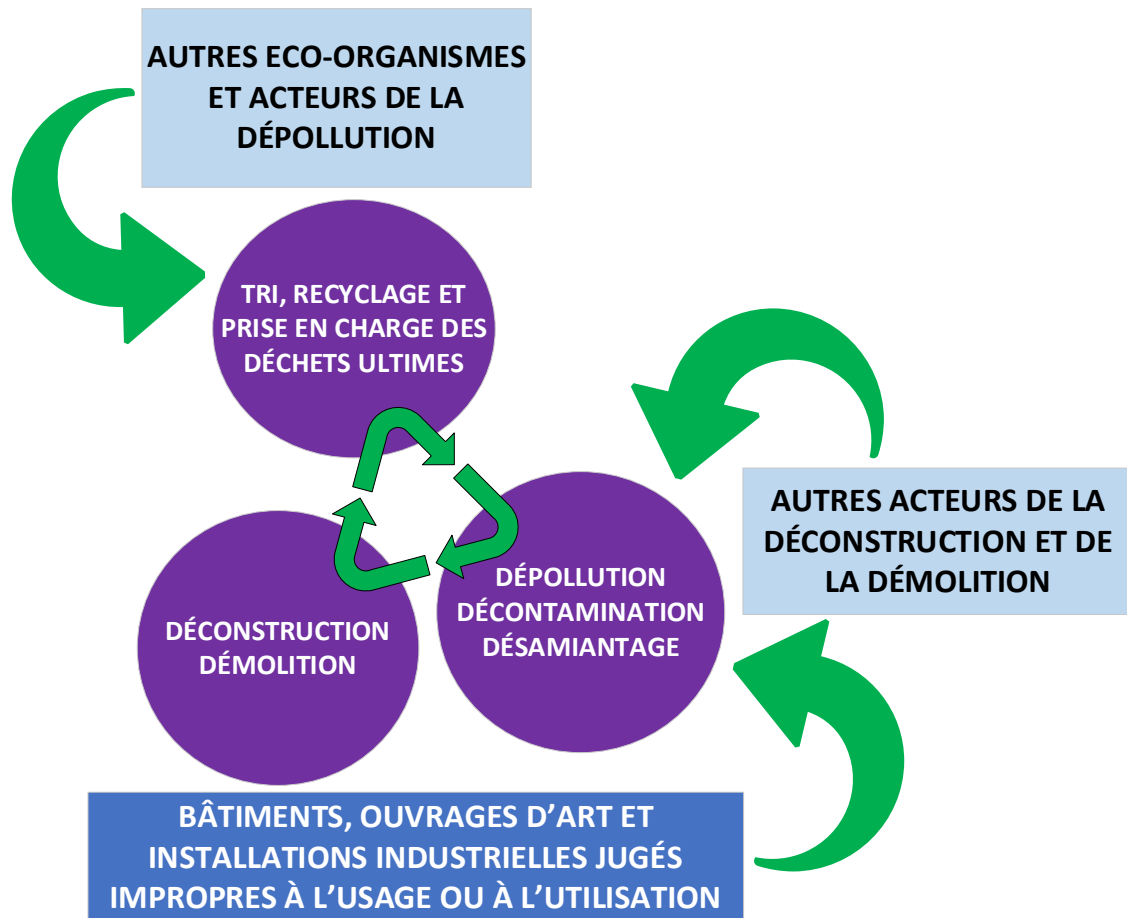 AUTRES ECO-ORGANISMES
ET ACTEURS DE LA
DÉPOLLUTION
TRI, RECYCLAGE ET
PRISE EN CHARGE DES
DÉCHETS ULTIMES
AUTRES ACTEURS DE LA
DÉCONSTRUCTION ET DE
LA DÉMOLITION
DÉPOLLUTION
DÉCONTAMINATION
DÉSAMIANTAGE
DÉCONSTRUCTION
DÉMOLITION
BÂTIMENTS, OUVRAGES D’ART ET
INSTALLATIONS INDUSTRIELLES JUGÉS
IMPROPRES À L’USAGE OU À L’UTILISATION